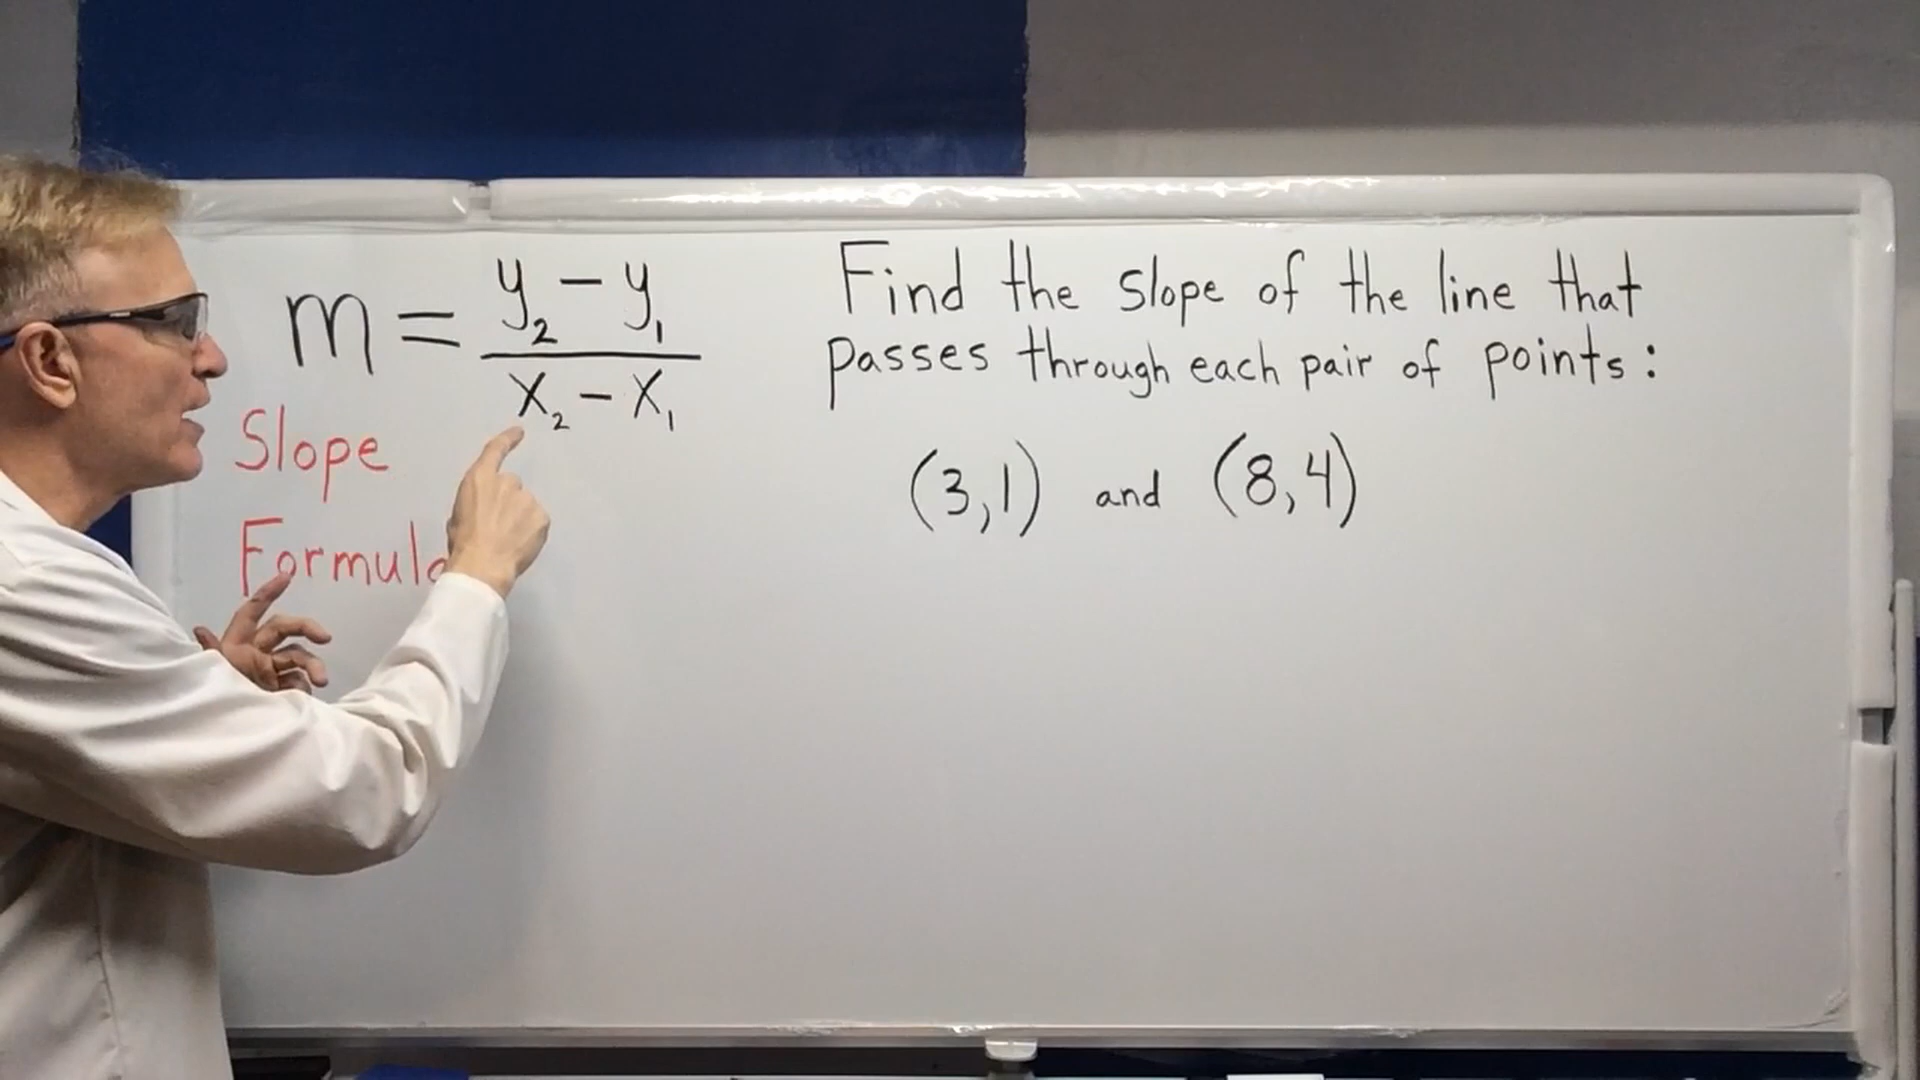 m = y₂ - y₁
x₂ - x₁
Slope
Formula
Find the slope of the line that
passes through each pair of points:
(3,1) and (8,4)